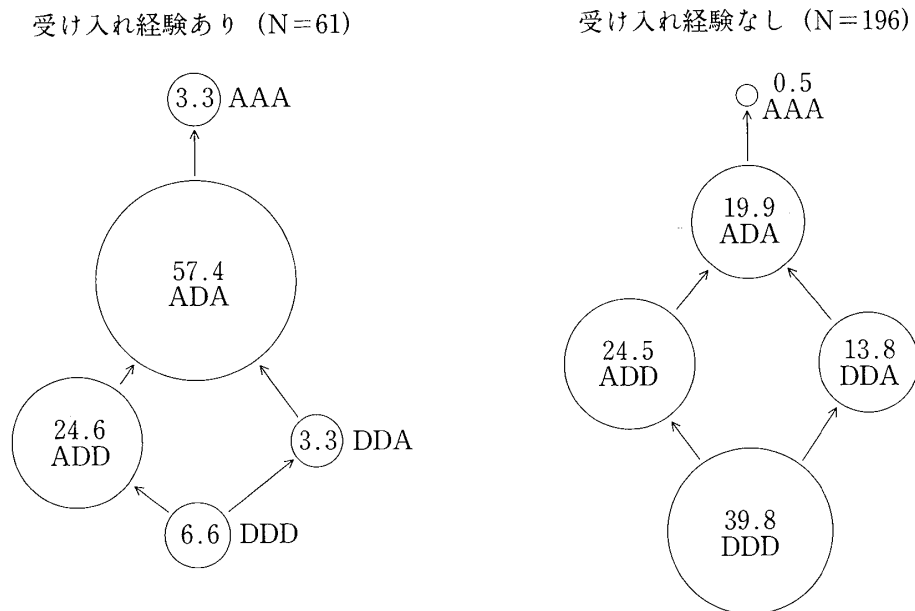 受け入れ経験あり (N=61)
3.3 AAA
57.4
ADA
24.6
ADD
3.3 DDA
6.6 DDD
受け入れ経験なし (N=196)
0.5
AAA
19.9
ADA
24.5
ADD
13.8
DDA
39.8
DDD